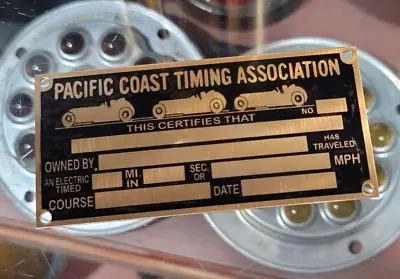 PACIFIC COAST TIMING ASSOCIATION
THIS CERTIFIES THAT
NO.
HAS
TRAVELED
OWNED BY
MPH
AN ELECTRIC
TIMED
MI.
IN
SEC.
OR
COURSE
DATE